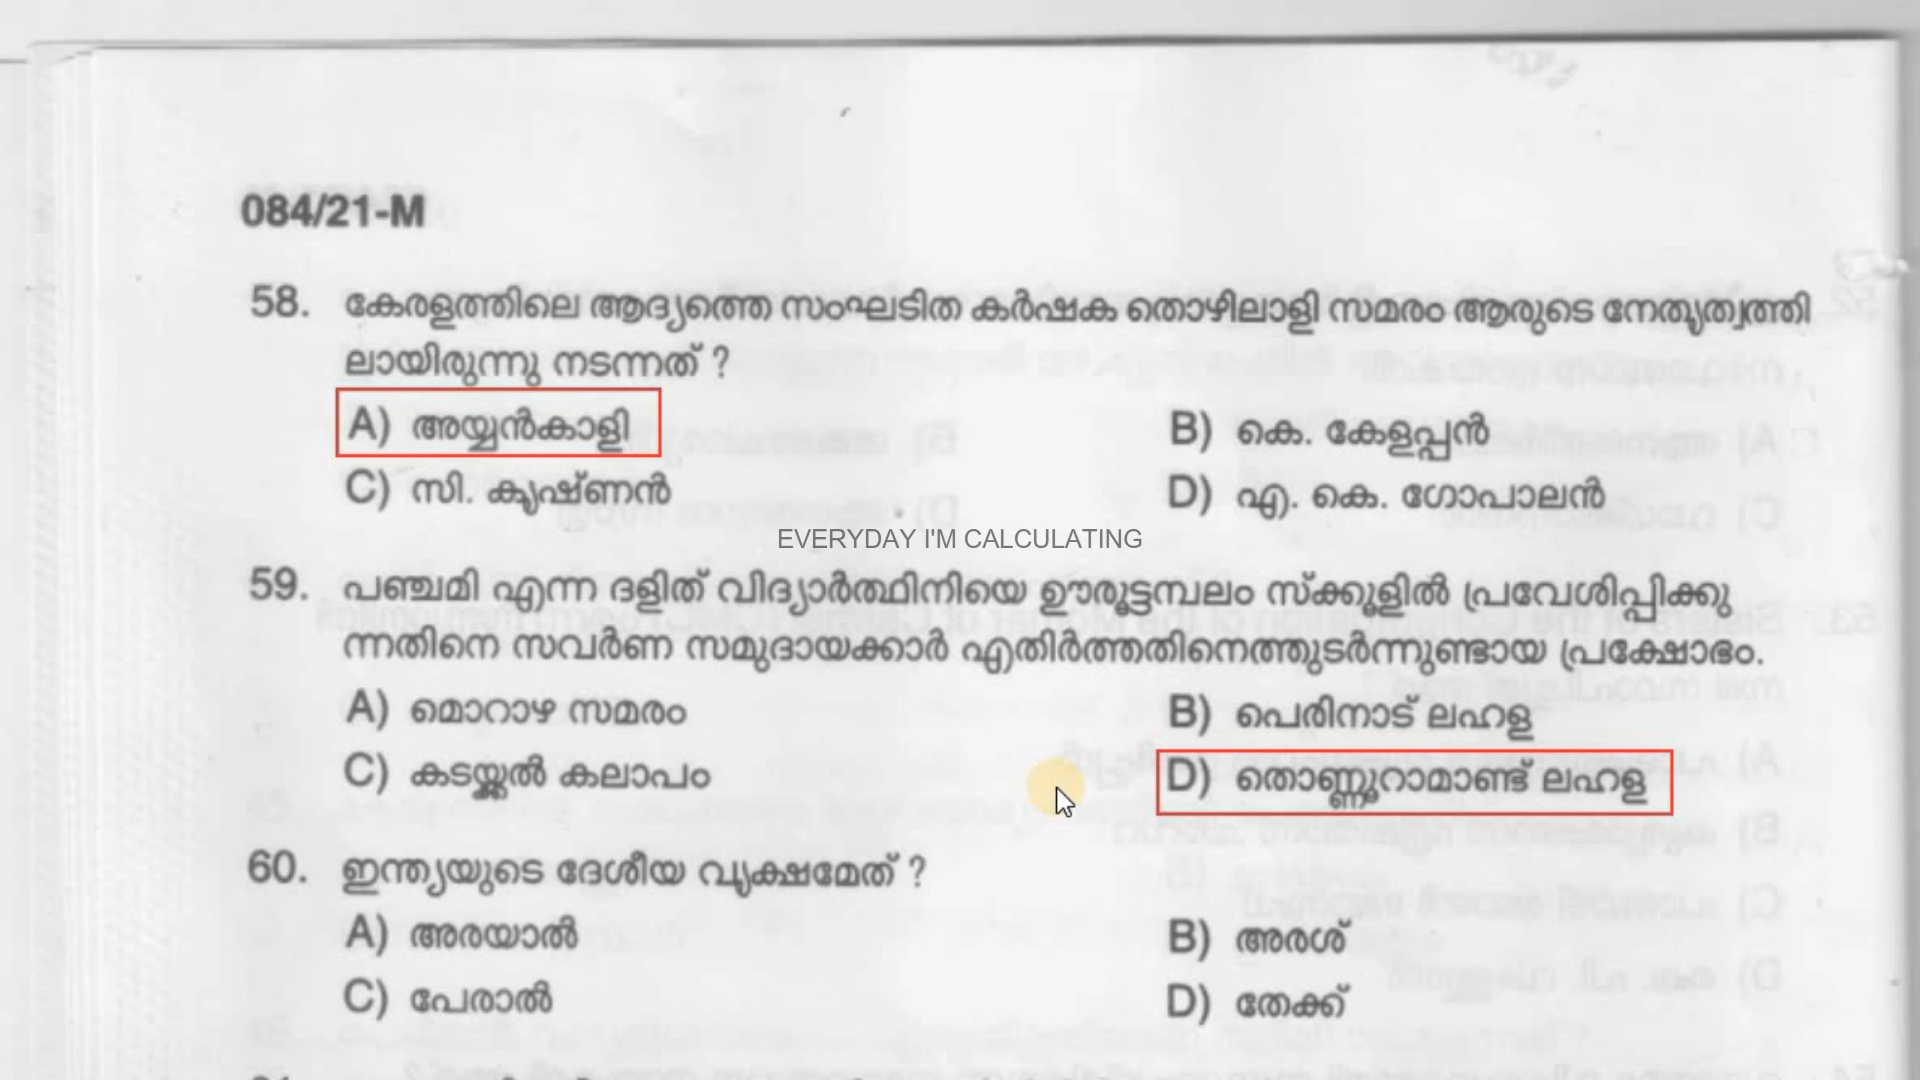 084/21-M
58. കേരളത്തിലെ ആദ്യത്തെ സംഘടിത കർഷക തൊഴിലാളി സമരം ആരുടെ നേതൃത്വത്തി
ലായിരുന്നു നടന്നത് ?
A) അയ്യൻകാളി B) കെ. കേളപ്പൻ
C) സി. കൃഷ്ണൻ D) എ. കെ. ഗോപാലൻ
EVERYDAY I'M CALCULATING
59. പഞ്ചമി എന്ന ദളിത് വിദ്യാർത്ഥിനിയെ ഊരൂട്ടമ്പലം സ്ക്കൂളിൽ പ്രവേശിപ്പിക്കു
ന്നതിനെ സവർണ സമുദായക്കാർ എതിർത്തതിനെത്തുടർന്നുണ്ടായ പ്രക്ഷോഭം.
A) മൊറാഴ സമരം B) പെരിനാട് ലഹള
C) കടയ്ക്കൽ കലാപം D) തൊണ്ണൂറാമാണ്ട് ലഹള
60. ഇന്ത്യയുടെ ദേശീയ വൃക്ഷമേത് ?
A) അരയാൽ B) അരശ്
C) പേരാൽ D) തേക്ക്